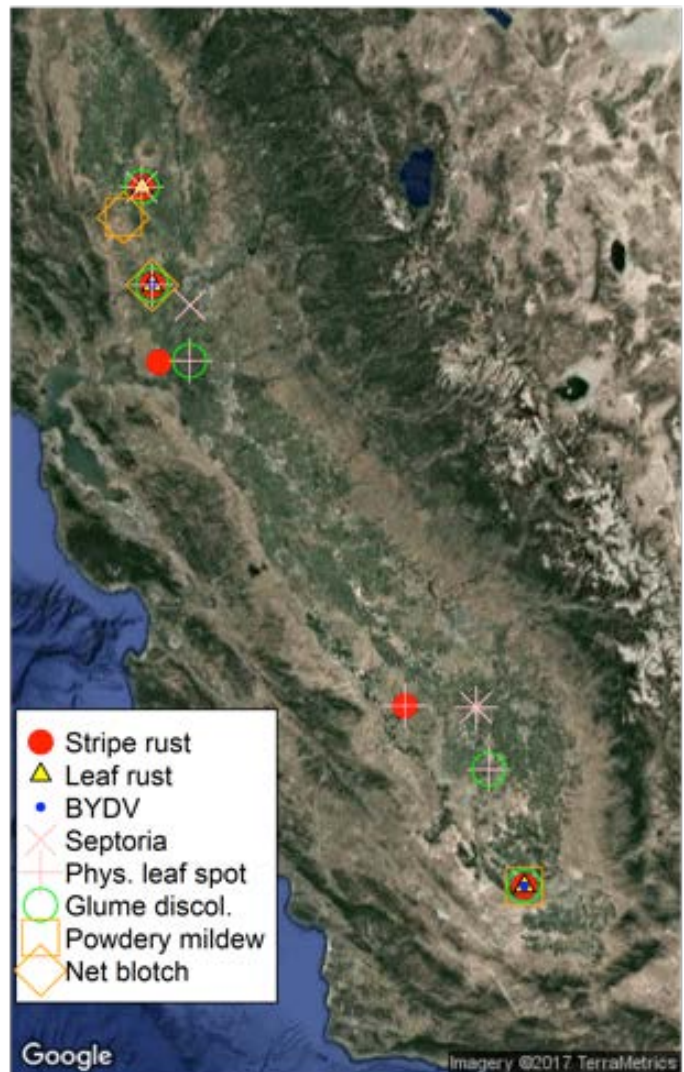 Stripe rust
Leaf rust
BYDV
Septoria
Phys. leaf spot
Glume discol.
Powdery mildew
Net blotch
Google
Imagery ©2017 TerraMetrics